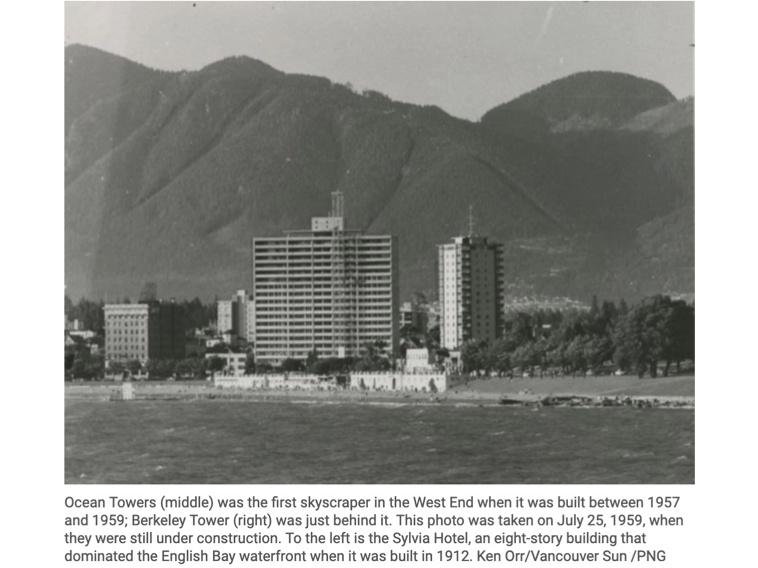 Ocean Towers (middle) was the first skyscraper in the West End when it was built between 1957
and 1959; Berkeley Tower (right) was just behind it. This photo was taken on July 25, 1959, when
they were still under construction. To the left is the Sylvia Hotel, an eight-story building that
dominated the English Bay waterfront when it was built in 1912. Ken Orr/Vancouver Sun /PNG